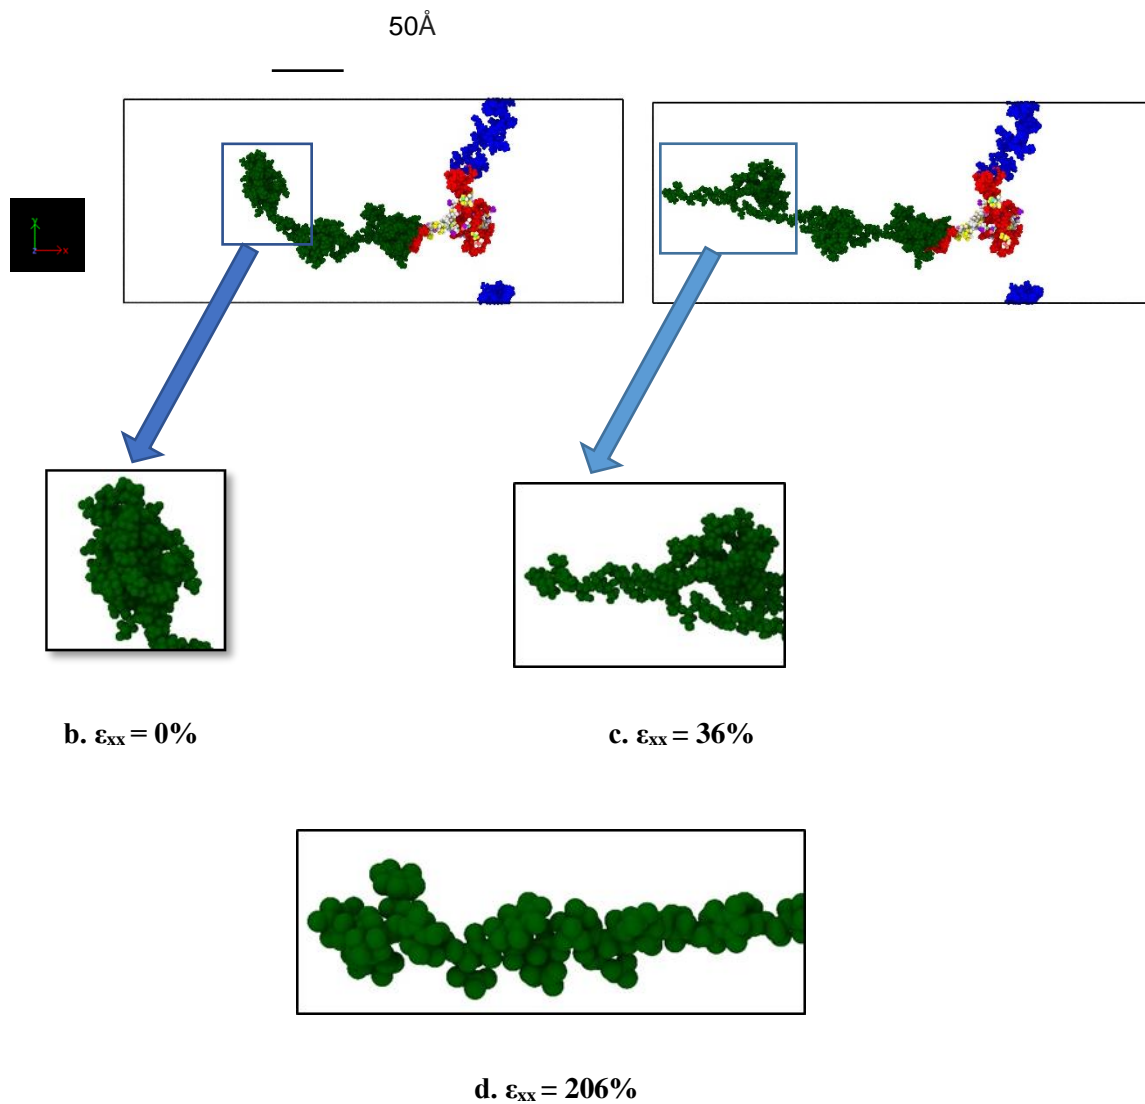 50Å
y
z
x
b. εxx = 0%
c. εxx = 36%
d. εxx = 206%